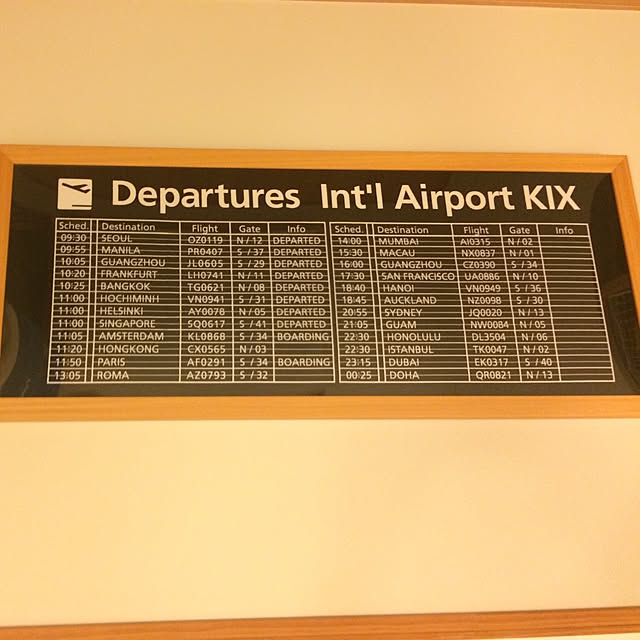 Departures Int'l Airport KIX
Sched. Destination Flight Gate Info
09:30 SEOUL OZ0119 N / 12 DEPARTED
09:55 MANILA PR0407 S / 37 DEPARTED
10:05 GUANGZHOU JL0605 S / 29 DEPARTED
10:20 FRANKFURT LH0741 N / 11 DEPARTED
10:25 BANGKOK TG0621 N / 08 DEPARTED
11:00 HOCHIMINH VN0941 S / 31 DEPARTED
11:00 HELSINKI AY0078 N / 05 DEPARTED
11:00 SINGAPORE SQ0617 S / 41 DEPARTED
11:05 AMSTERDAM KL0868 S / 34 BOARDING
11:20 HONGKONG CX0565 N / 03
11:50 PARIS AF0291 S / 34 BOARDING
13:05 ROMA AZ0793 S / 32
Sched. Destination Flight Gate Info
14:00 MUMBAI AI0315 N / 02
15:30 MACAU NX0837 N / 01
16:00 GUANGZHOU CZ0390 S / 34
17:30 SAN FRANCISCO UA0886 N / 10
18:40 HANOI VN0949 S / 36
18:45 AUCKLAND NZ0098 S / 30
20:55 SYDNEY JQ0020 N / 13
21:05 GUAM NW0084 N / 05
22:30 HONOLULU DL3504 N / 06
22:30 ISTANBUL TK0047 N / 02
23:15 DUBAI EK0317 S / 40
00:25 DOHA QR0821 N / 13